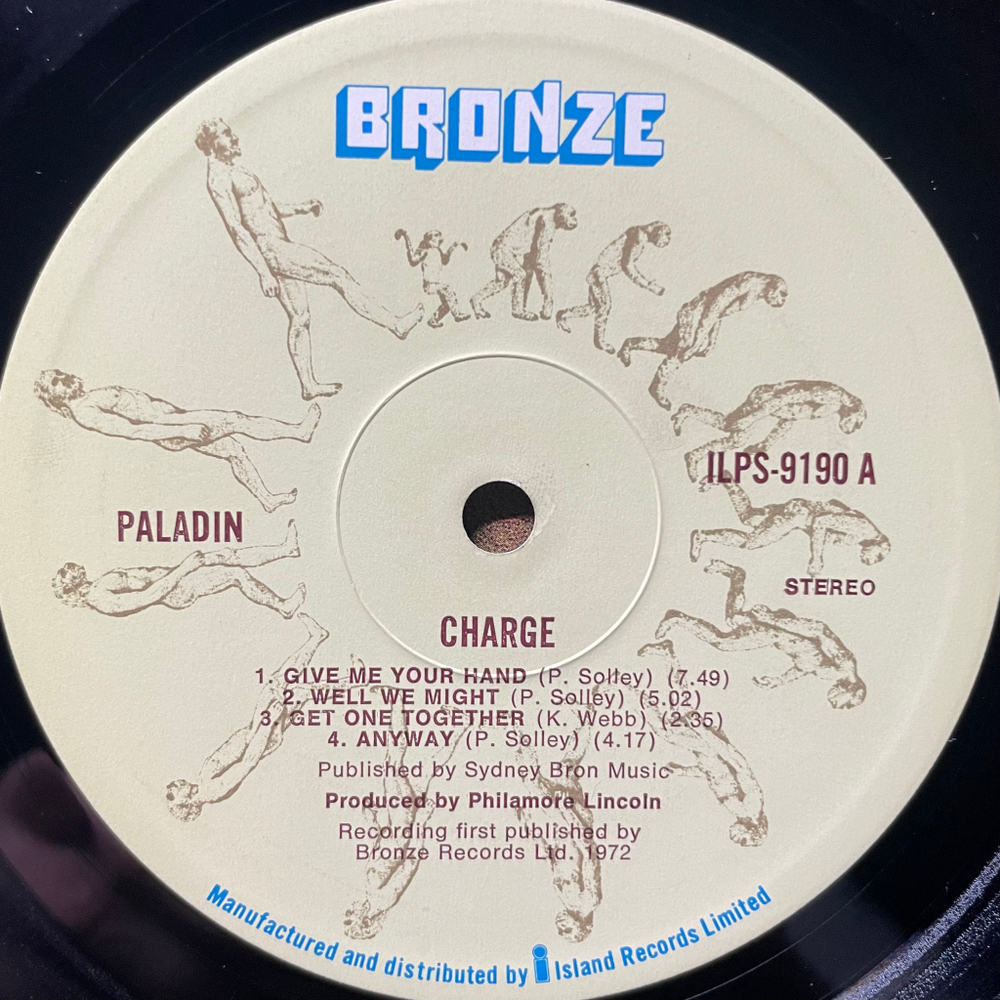 BRONZE
ILPS-9190 A
PALADIN
STEREO
CHARGE
1. GIVE ME YOUR HAND (P. Solley) (7.49)
2. WELL WE MIGHT (P. Solley) (5.02)
3. GET ONE TOGETHER (K. Webb) (2.35)
4. ANYWAY (P. Solley) (4.17)
Published by Sydney Bron Music
Produced by Philamore Lincoln
Recording first published by
Bronze Records Ltd. 1972
Manufactured and distributed by i Island Records Limited